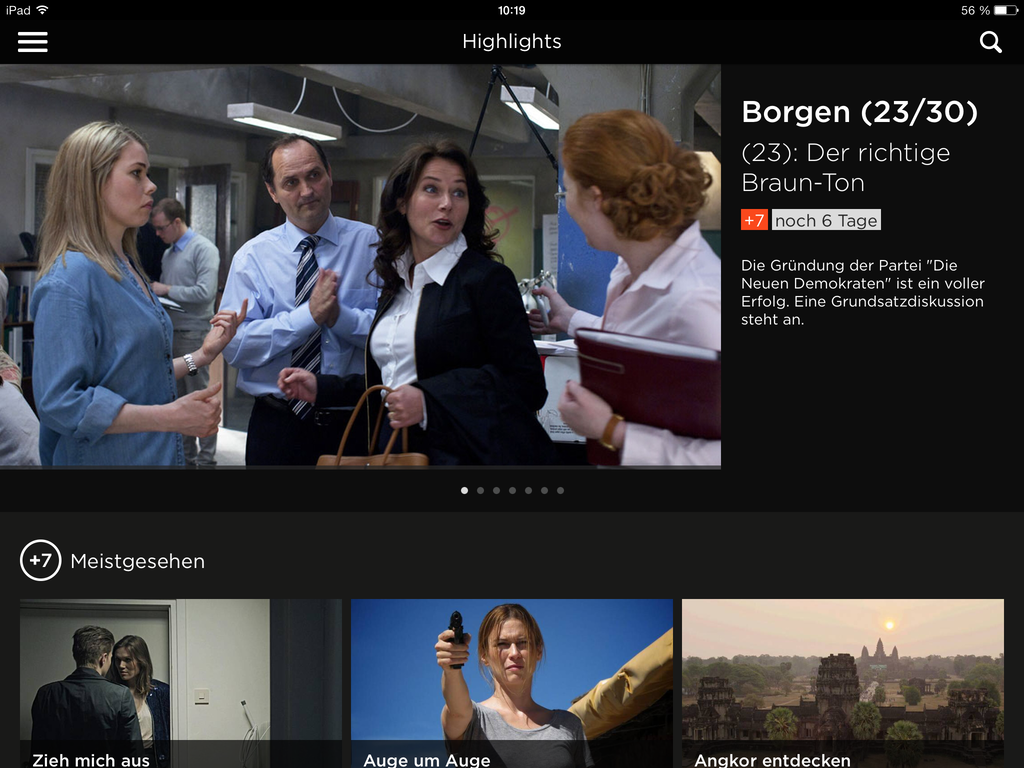 iPad 10:19 56 %
Highlights
Borgen (23/30)
(23): Der richtige
Braun-Ton
+7 noch 6 Tage
Die Gründung der Partei "Die
Neuen Demokraten" ist ein voller
Erfolg. Eine Grundsatzdiskussion
steht an.
+7 Meistgesehen
Zieh mich aus
Auge um Auge
Angkor entdecken